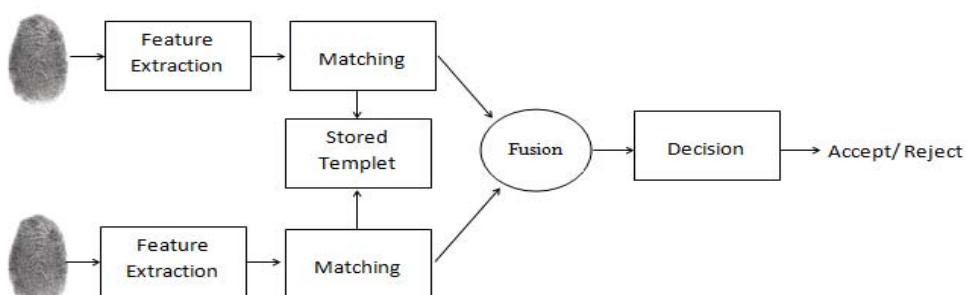 Feature
Extraction
Matching
Stored
Templet
Fusion
Decision
Accept/ Reject
Feature
Extraction
Matching